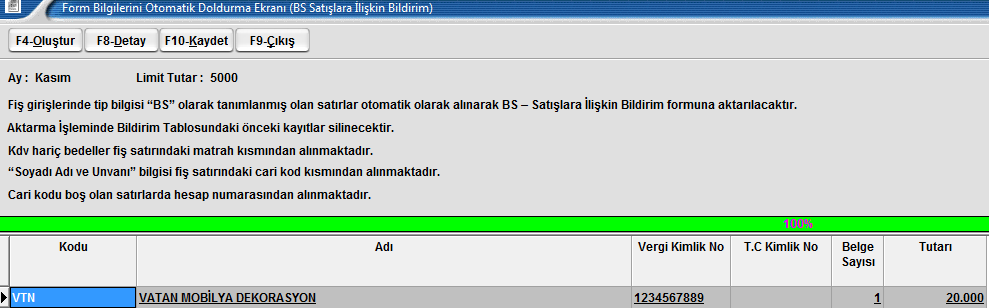 Form Bilgilerini Otomatik Doldurma Ekranı (BS Satışlara İlişkin Bildirim)
F4-Oluştur F8-Detay F10-Kaydet F9-Çıkış
Ay : Kasım Limit Tutar : 5000
Fiş girişlerinde tip bilgisi “BS” olarak tanımlanmış olan satırlar otomatik olarak alınarak BS – Satışlara İlişkin Bildirim formuna aktarılacaktır.
Aktarma İşleminde Bildirim Tablosundaki önceki kayıtlar silinecektir.
Kdv hariç bedeller fiş satırındaki matrah kısmından alınmaktadır.
“Soyadı Adı ve Unvanı” bilgisi fiş satırındaki cari kod kısmından alınmaktadır.
Cari kodu boş olan satırlarda hesap numarasından alınmaktadır.
100%
Kodu Adı Vergi Kimlik No T.C Kimlik No Belge Sayısı Tutarı
VTN VATAN MOBİLYA DEKORASYON 1234567889 1 20.000